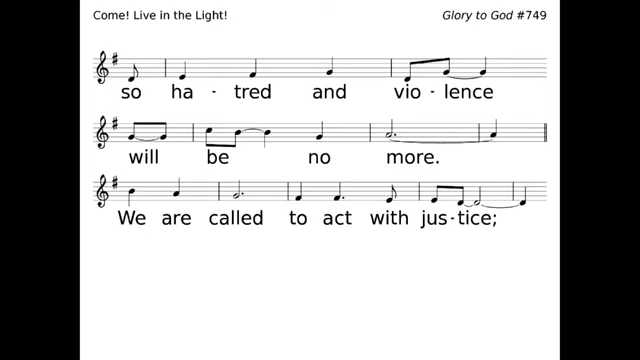 Come! Live in the Light! Glory to God #749
so ha - tred and vio - lence
will be no more.
We are called to act with jus - tice;